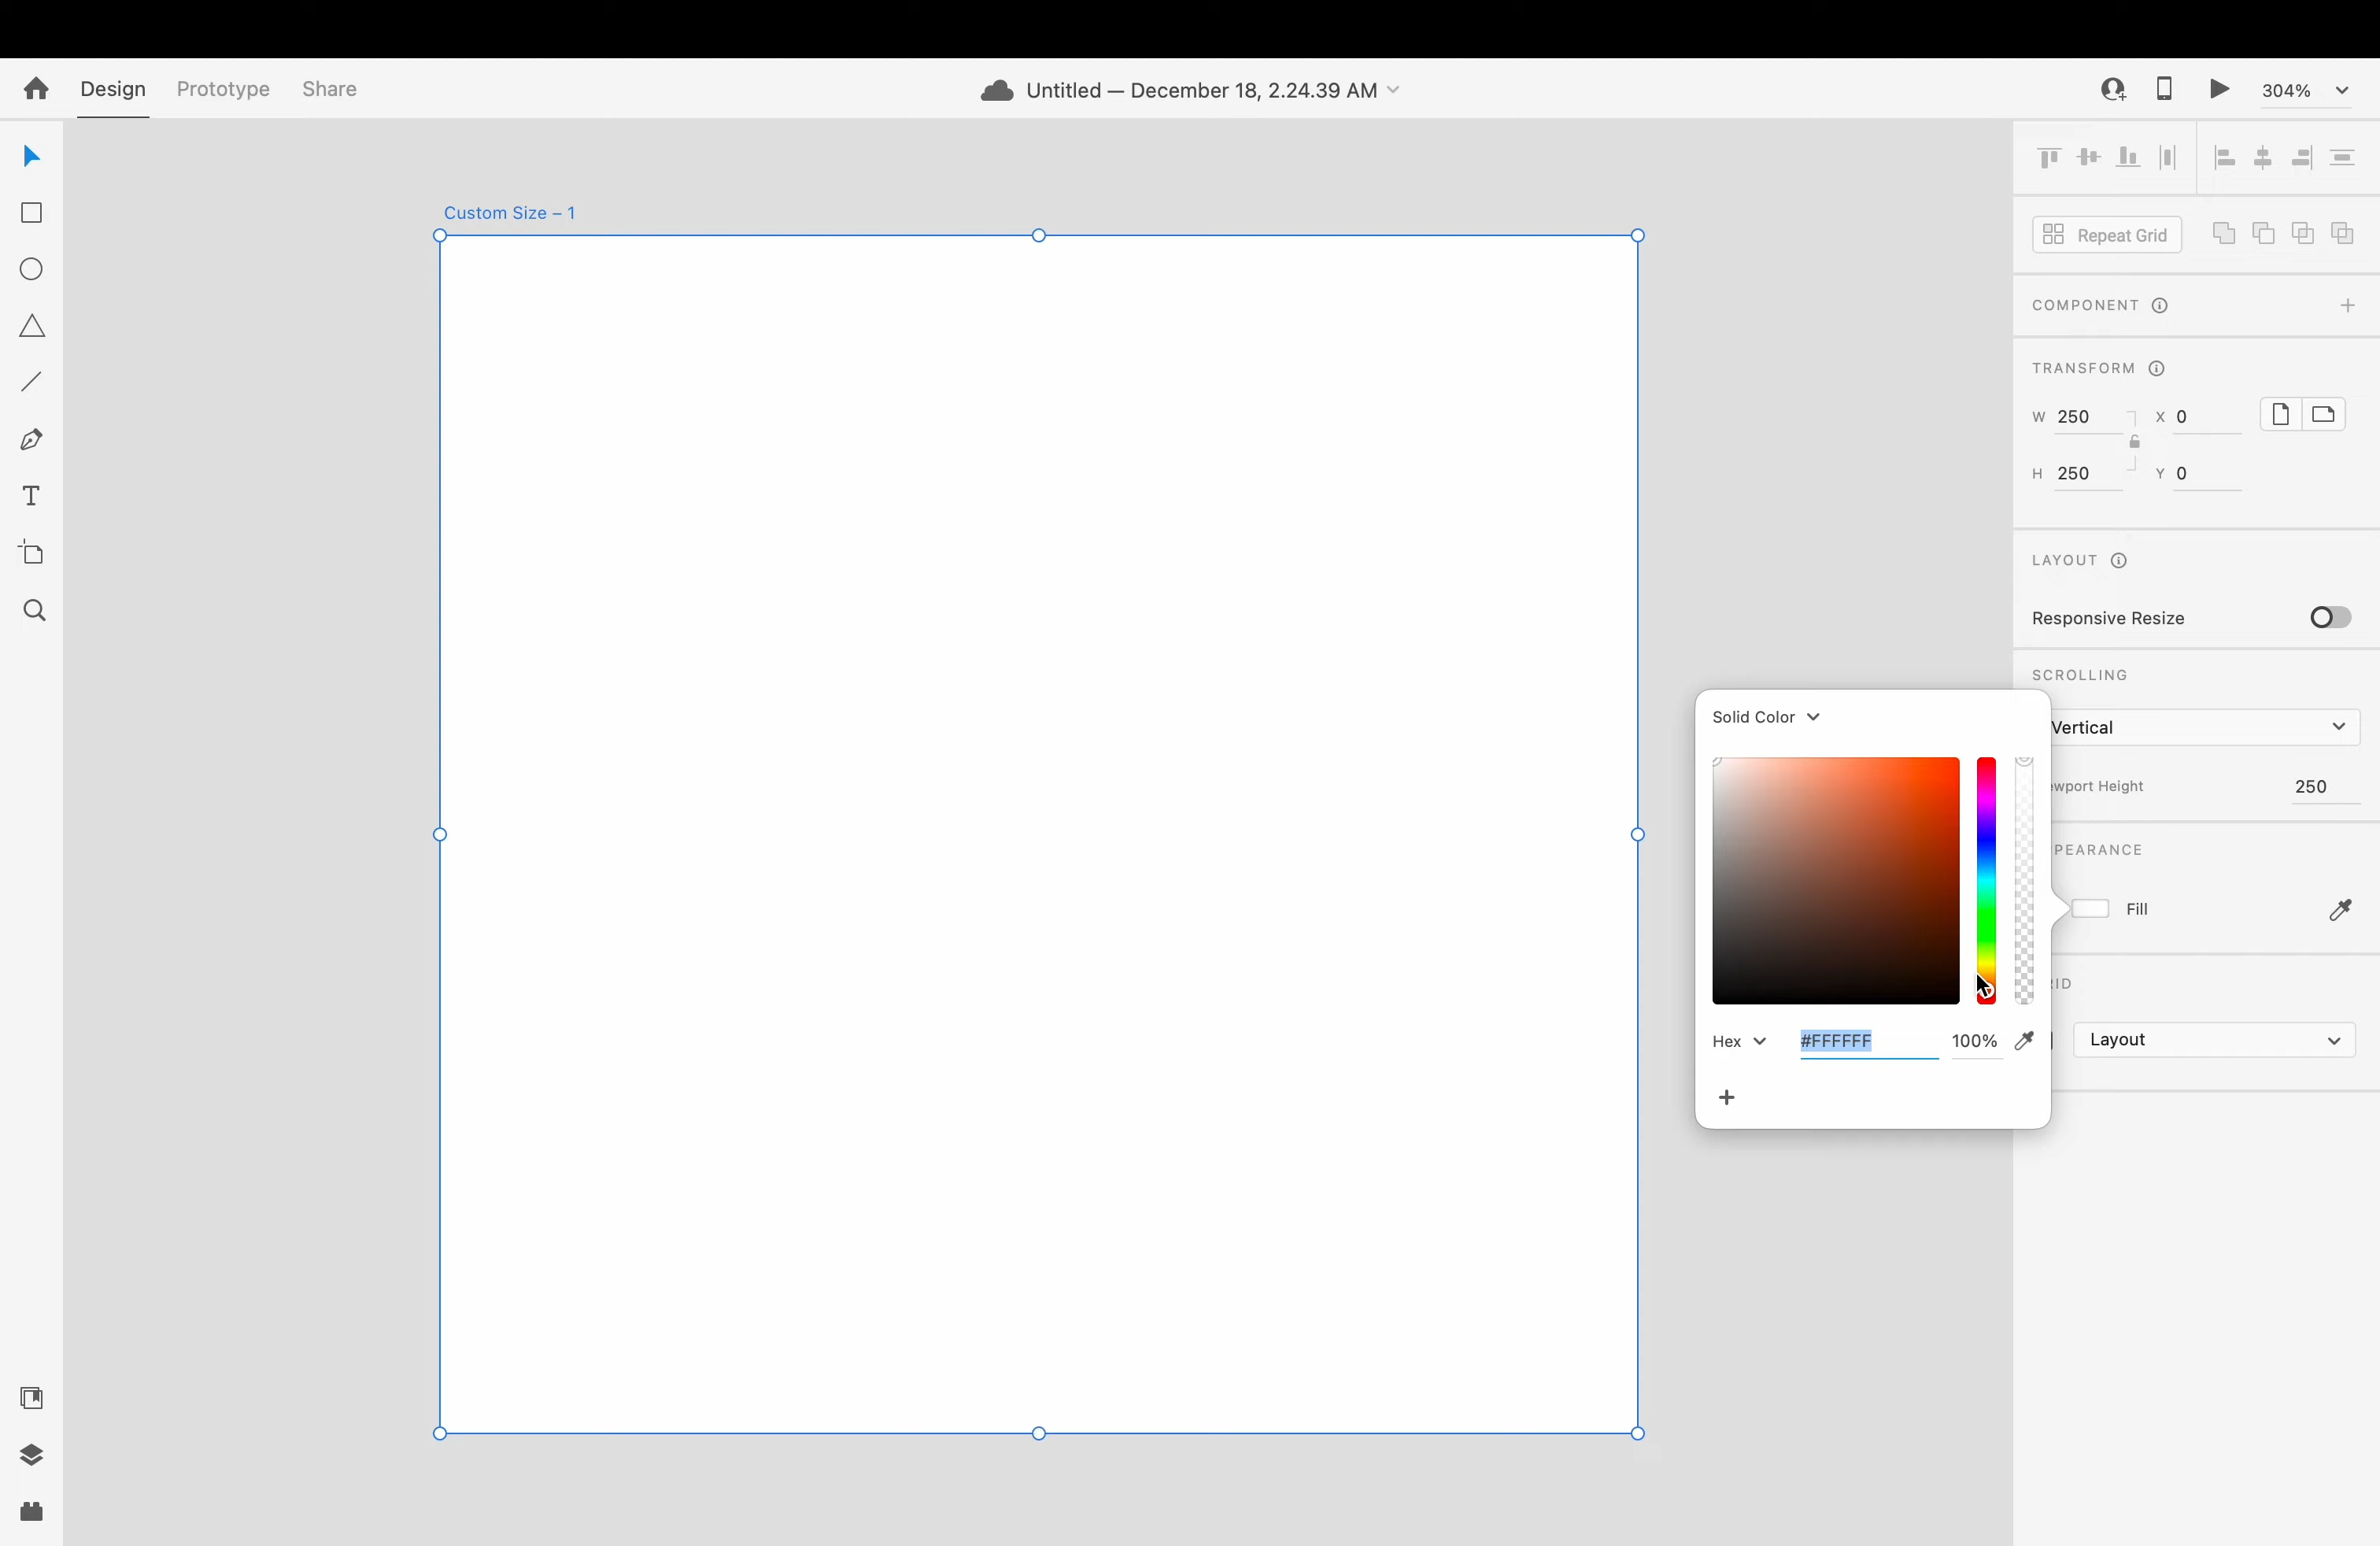 Design Prototype Share Untitled — December 18, 2.24.39 AM 304%
Custom Size – 1
Repeat Grid
COMPONENT
TRANSFORM
W 250 X 0
H 250 Y 0
LAYOUT
Responsive Resize
SCROLLING
Solid Color
Vertical
wport Height 250
PEARANCE
Fill
ID
Hex #FFFFFF 100%
Layout